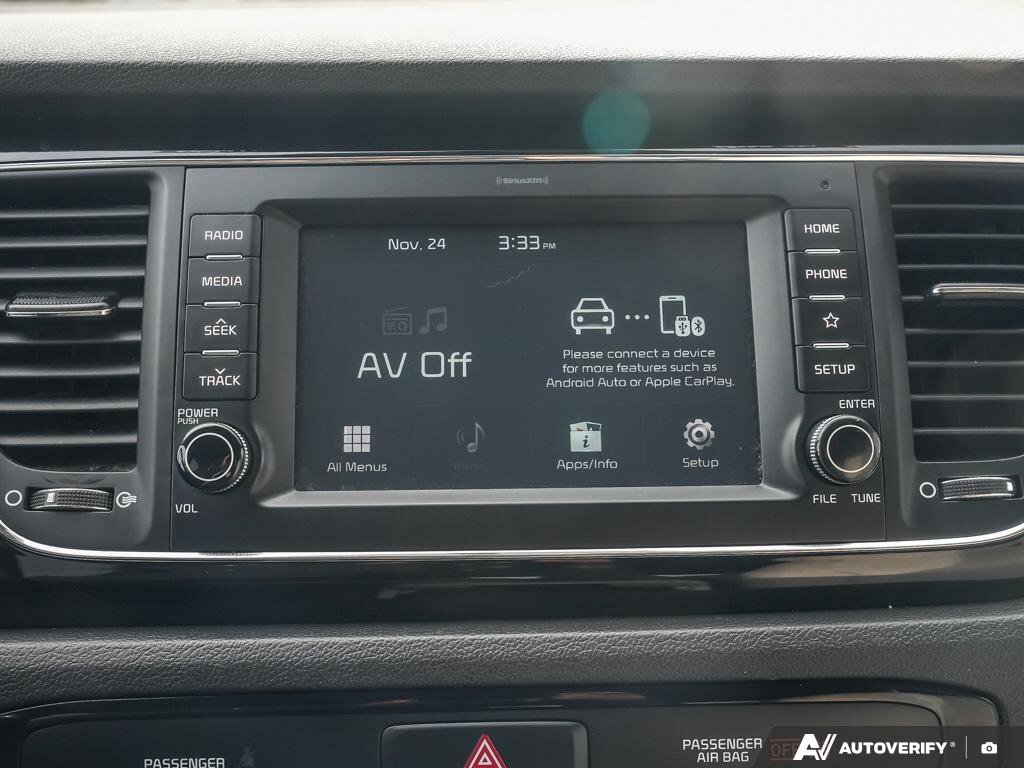 SiriusXM
RADIO
MEDIA
SEEK
TRACK
POWER
PUSH
VOL
Nov, 24 3:33 PM
AV Off
Please connect a device
for more features such as
Android Auto or Apple CarPlay.
All Menus
Music
Apps/Info
Setup
HOME
PHONE
SETUP
ENTER
FILE TUNE
PASSENGER
PASSENGER
AIR BAG
OFF
AUTOVERIFY